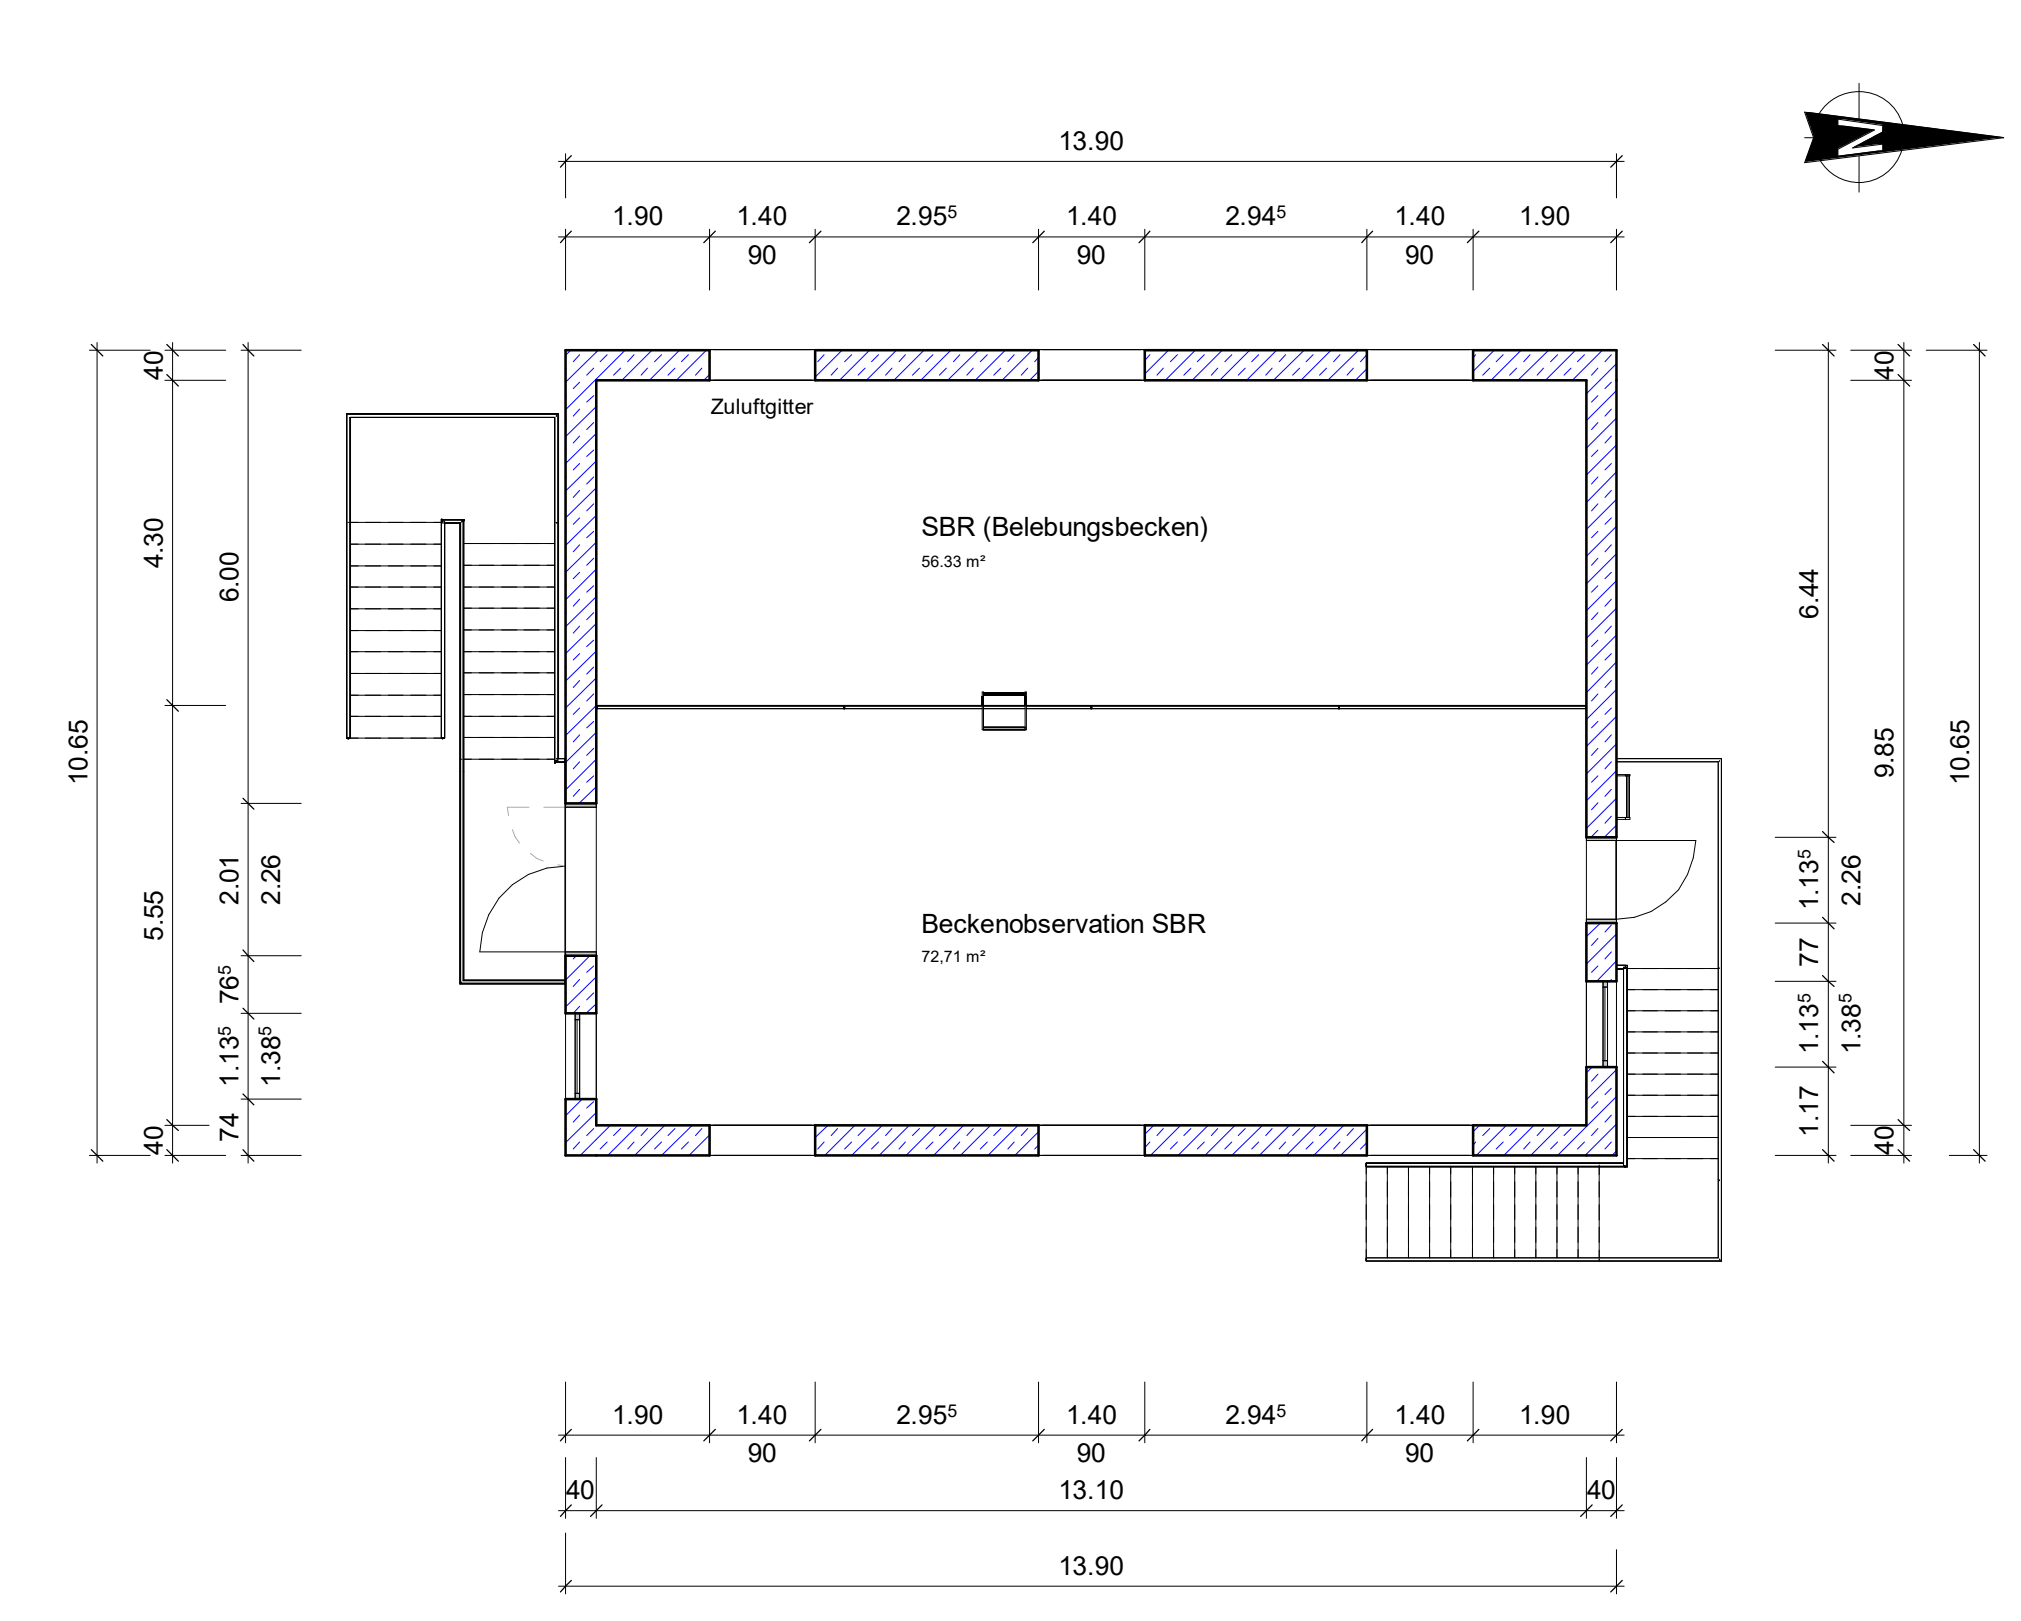 13.90
1.90 1.40 2.95⁵ 1.40 2.94⁵ 1.40 1.90
90 90 90
N
40 4.30 5.55 40
6.00 2.01 76⁵ 1.13⁵ 74
2.26 1.38⁵
10.65
Zuluftgitter
SBR (Belebungsbecken)
56.33 m²
Beckenobservation SBR
72,71 m²
6.44 1.13⁵ 77 1.13⁵ 1.17
2.26 1.38⁵
40 9.85 40
10.65
1.90 1.40 2.95⁵ 1.40 2.94⁵ 1.40 1.90
90 90 90
40 13.10 40
13.90